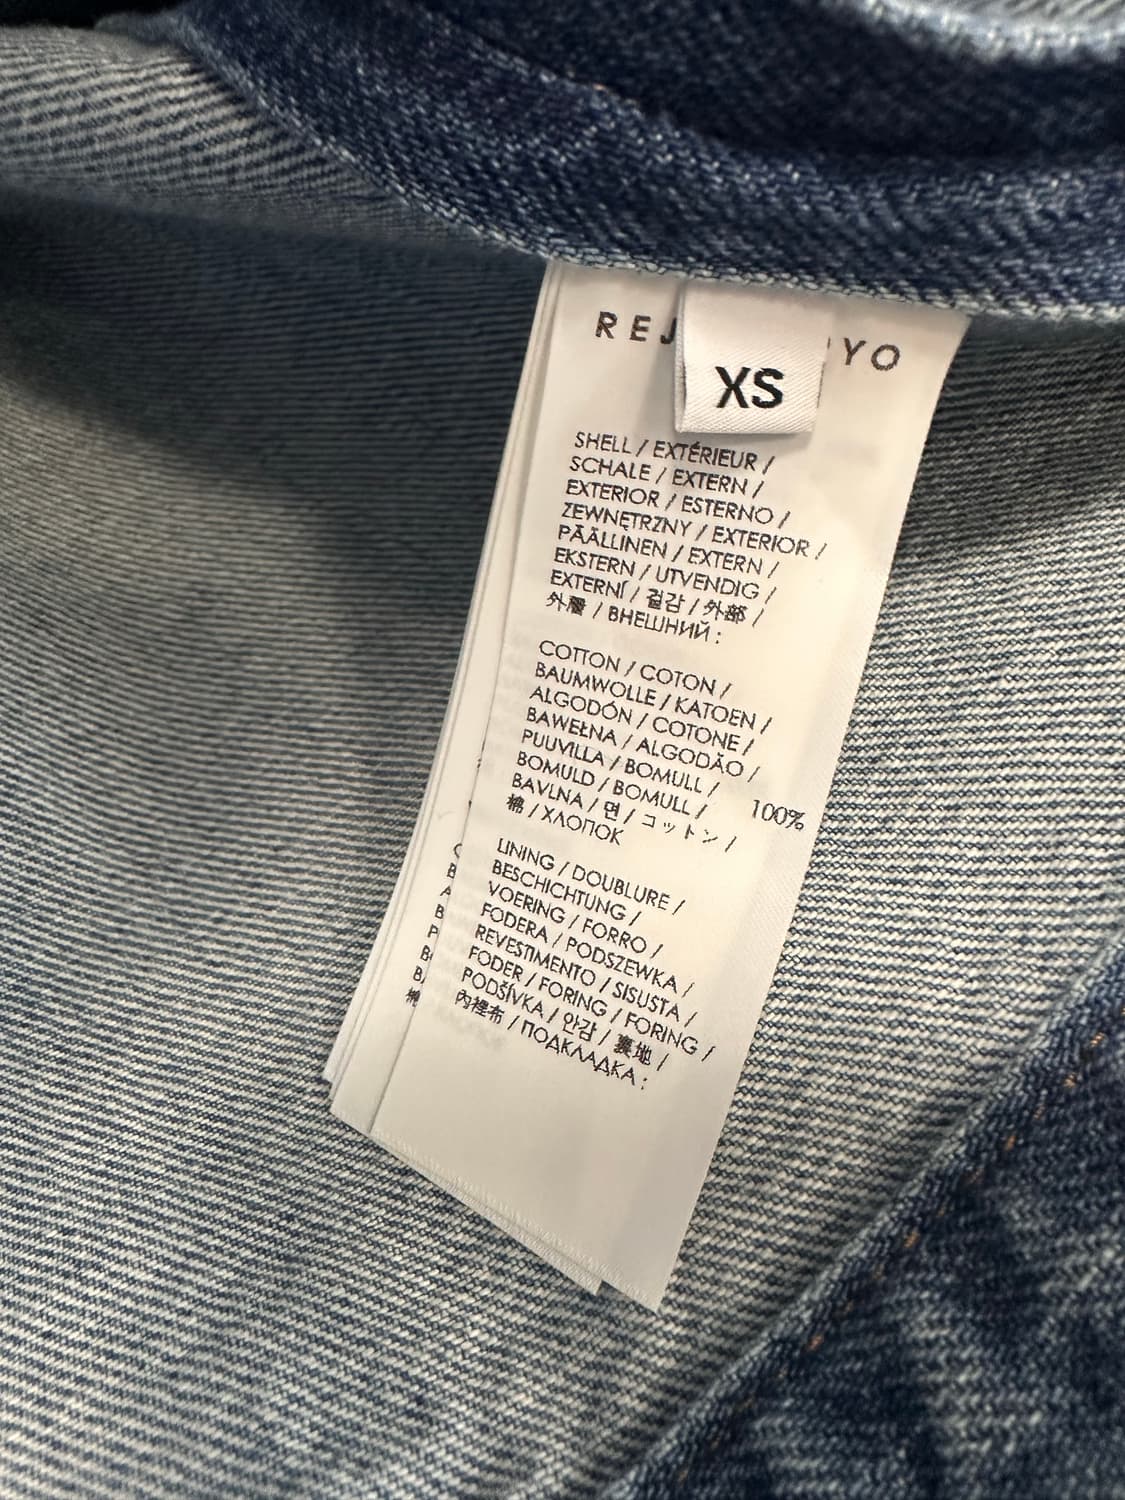 XS
SHELL / EXTÉRIEUR /
SCHALE / EXTERN /
EXTERIOR / ESTERNO /
ZEWNĘTRZNY / EXTERIOR /
PÄÄLLINEN / EXTERN /
EKSTERN / UTVENDIG /
EXTERNÍ / 겉감 / 外部 /
外層 / ВНЕШНИЙ :
COTTON / COTON /
BAUMWOLLE / KATOEN /
ALGODÓN / COTONE /
BAWEŁNA / ALGODÃO /
PUUVILLA / BOMULL /
BOMULD / BOMULL / 100%
BAVLNA / 면 / コットン /
棉 / ХЛОПОК
LINING / DOUBLURE /
BESCHICHTUNG /
VOERING / FORRO /
FODERA / PODSZEWKA /
REVESTIMENTO / SISUSTA /
FODER / FORING / FORING /
PODŠÍVKA / 안감 / 裏地 /
內裡布 / ПОДКЛАДКА :